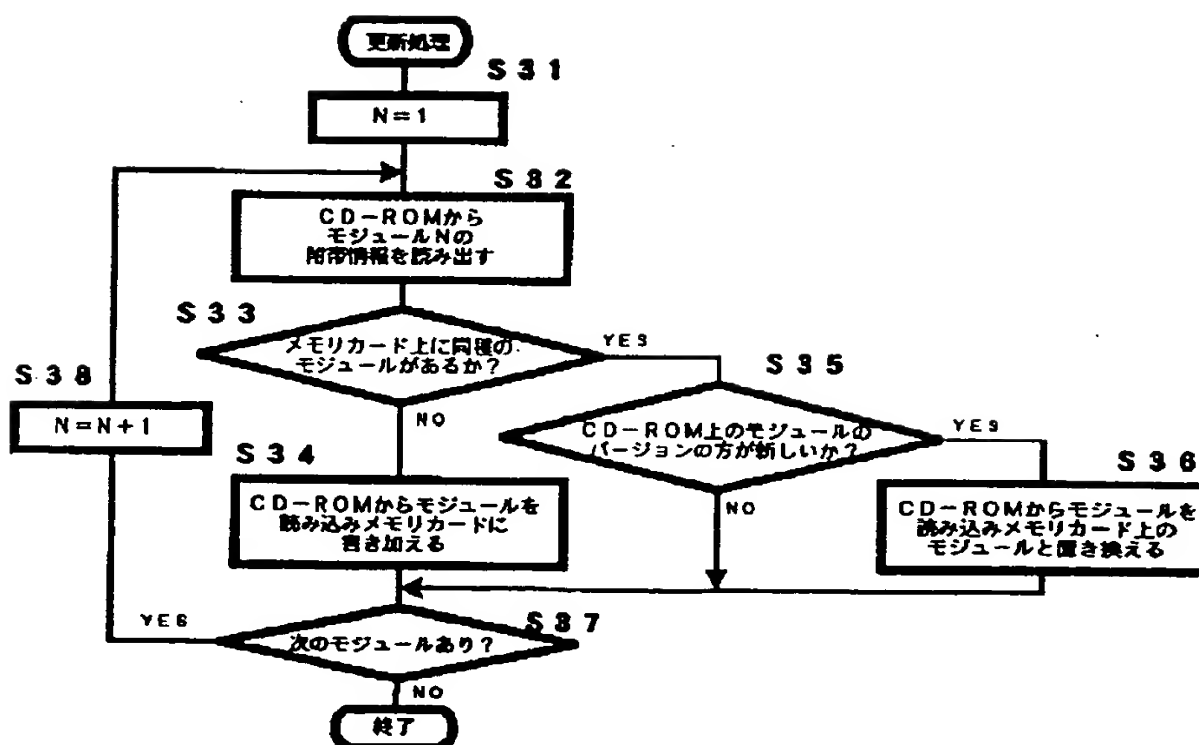 更新処理
S31
N=1
S32
CD-ROMから
モジュールNの
附帯情報を読み出す
S33
メモリカード上に同種の
モジュールがあるか?
YES
NO
S35
CD-ROM上のモジュールの
バージョンの方が新しいか?
YES
NO
S38
N=N+1
S34
CD-ROMからモジュールを
読み込みメモリカードに
書き加える
S36
CD-ROMからモジュールを
読み込みメモリカード上の
モジュールと置き換える
S37
次のモジュールあり?
YES
NO
終了